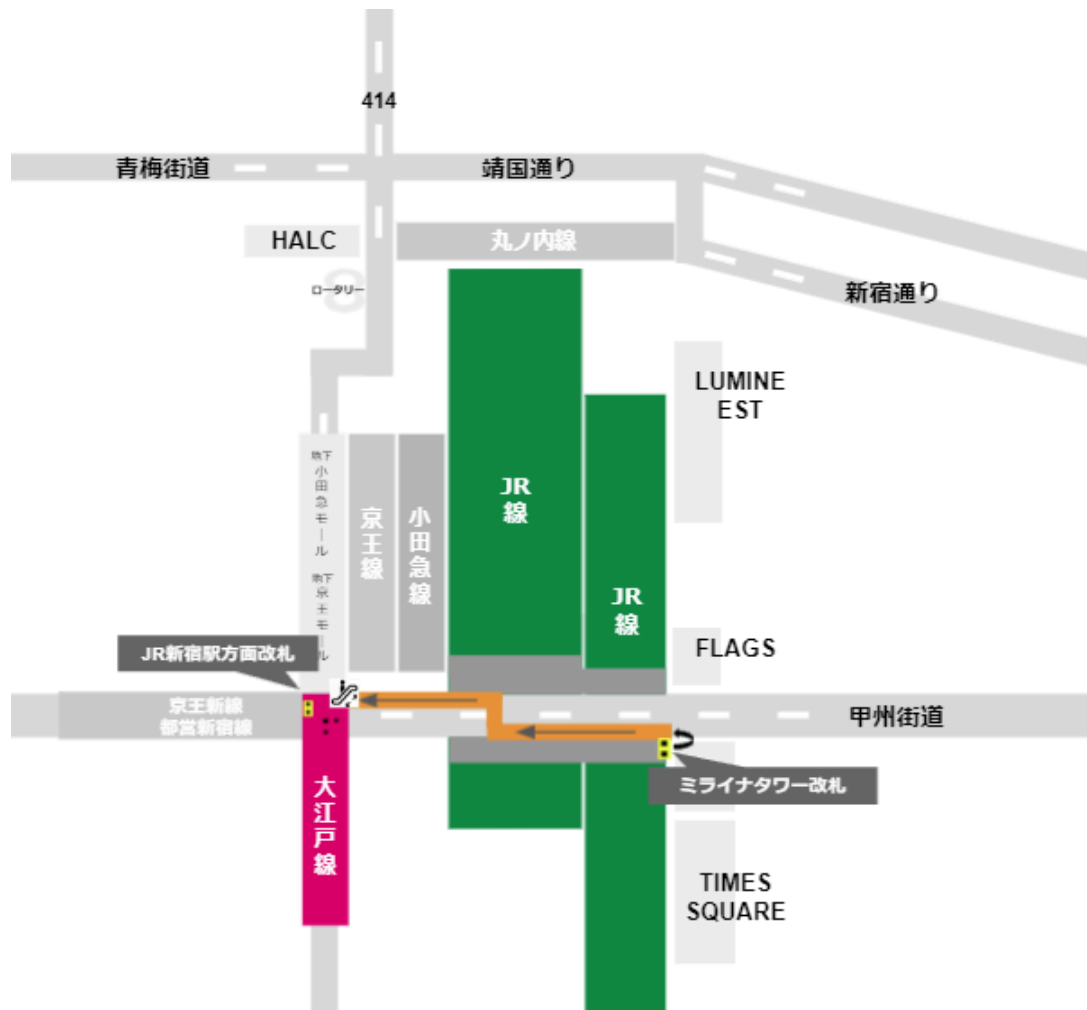 414
青梅街道
靖国通り
HALC
丸ノ内線
ロータリー
新宿通り
LUMINE
EST
地下
小田急モール
地下
京王モール
京王線
小田急線
JR
線
JR
線
JR新宿駅方面改札
FLAGS
京王新線
都営新宿線
甲州街道
ミライナタワー改札
大江戸線
TIMES
SQUARE